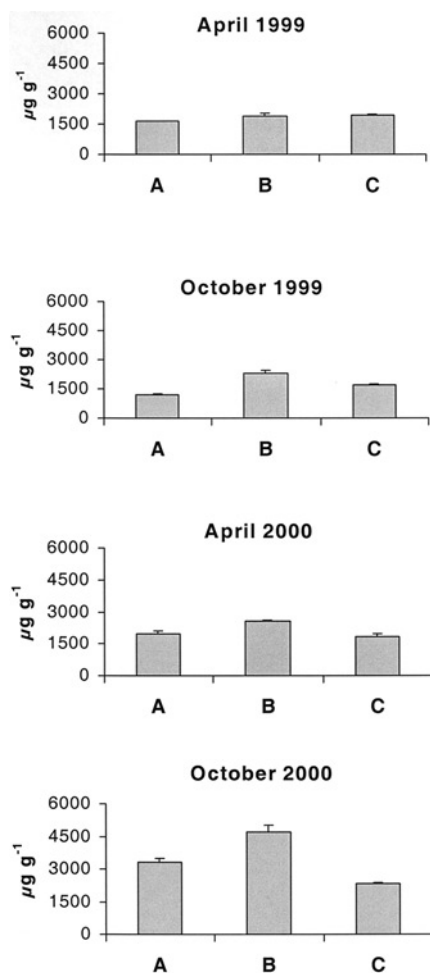 April 1999
µg g⁻¹
6000
4500
3000
1500
0
A B C
October 1999
µg g⁻¹
6000
4500
3000
1500
0
A B C
April 2000
µg g⁻¹
6000
4500
3000
1500
0
A B C
October 2000
µg g⁻¹
6000
4500
3000
1500
0
A B C